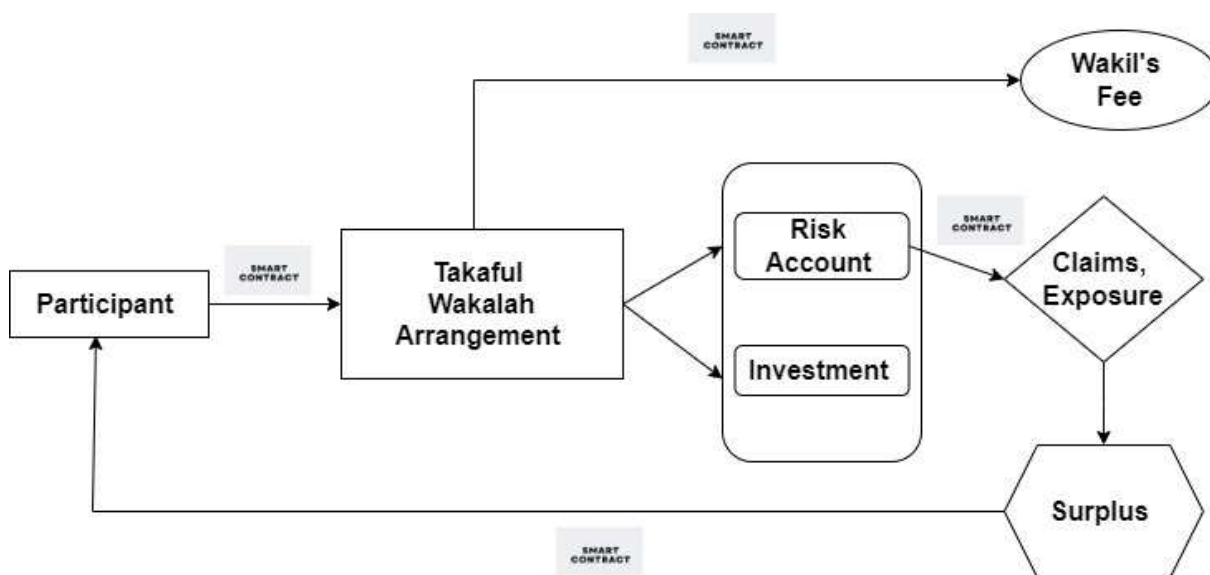 SMART
CONTRACT
Wakil's
Fee
Risk
Account
SMART
CONTRACT
SMART
CONTRACT
Takaful
Wakalah
Arrangement
Claims,
Exposure
Participant
Investment
Surplus
SMART
CONTRACT